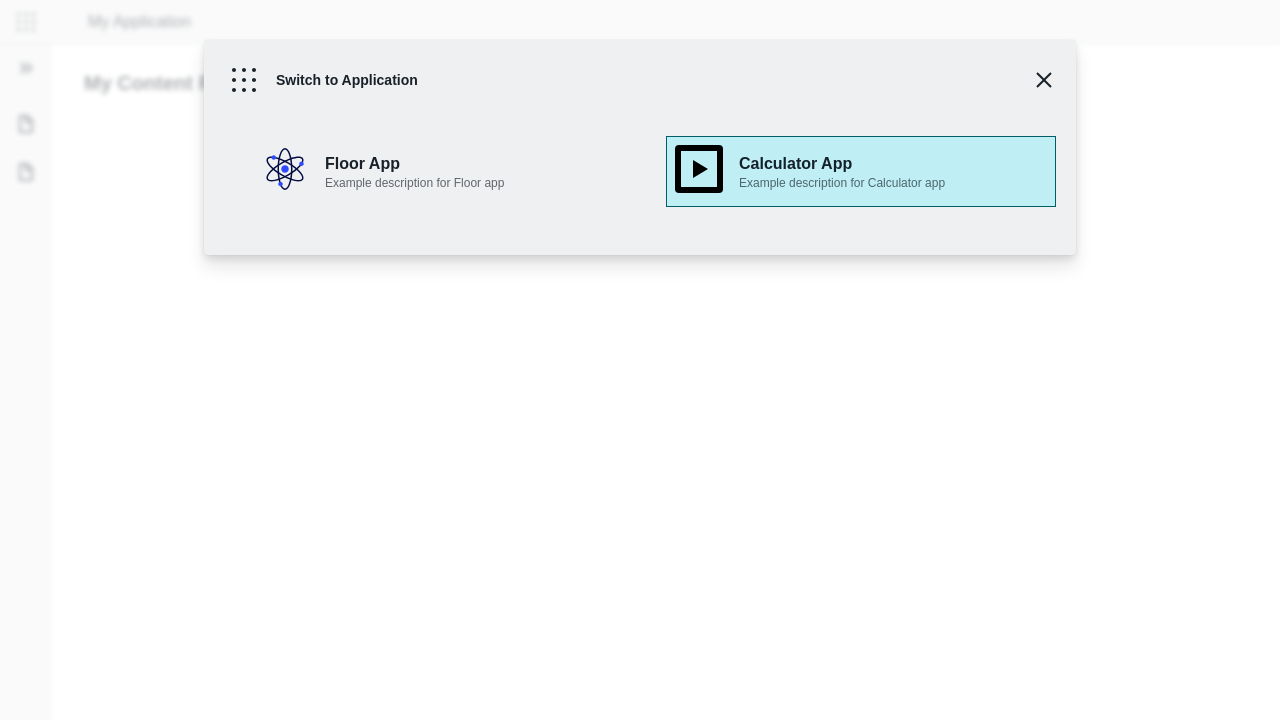 My Application
My Content
Switch to Application
Floor App
Example description for Floor app
Calculator App
Example description for Calculator app